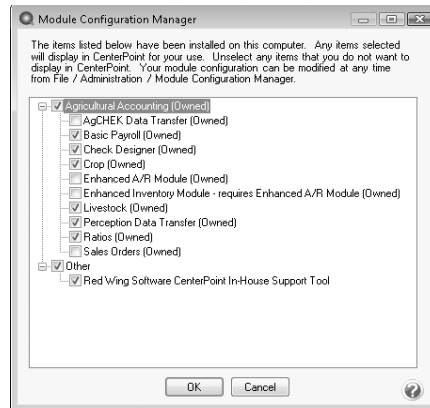 Module Configuration Manager
The items listed below have been installed on this computer. Any items selected
will display in CenterPoint for your use. Unselect any items that you do not want to
display in CenterPoint. Your module configuration can be modified at any time
from File / Administration / Module Configuration Manager.
Agricultural Accounting (Owned)
AgCHEK Data Transfer (Owned)
Basic Payroll (Owned)
Check Designer (Owned)
Crop (Owned)
Enhanced A/R Module (Owned)
Enhanced Inventory Module - requires Enhanced A/R Module (Owned)
Livestock (Owned)
Perception Data Transfer (Owned)
Ratios (Owned)
Sales Orders (Owned)
Other
Red Wing Software CenterPoint In-House Support Tool
OK Cancel ?